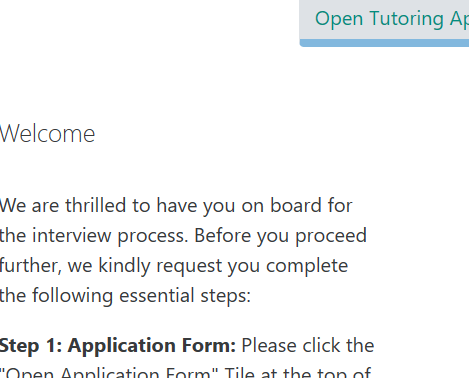 Open Tutoring Ap
Welcome
We are thrilled to have you on board for
the interview process. Before you proceed
further, we kindly request you complete
the following essential steps:
Step 1: Application Form: Please click the
"Open Application Form" Tile at the top of